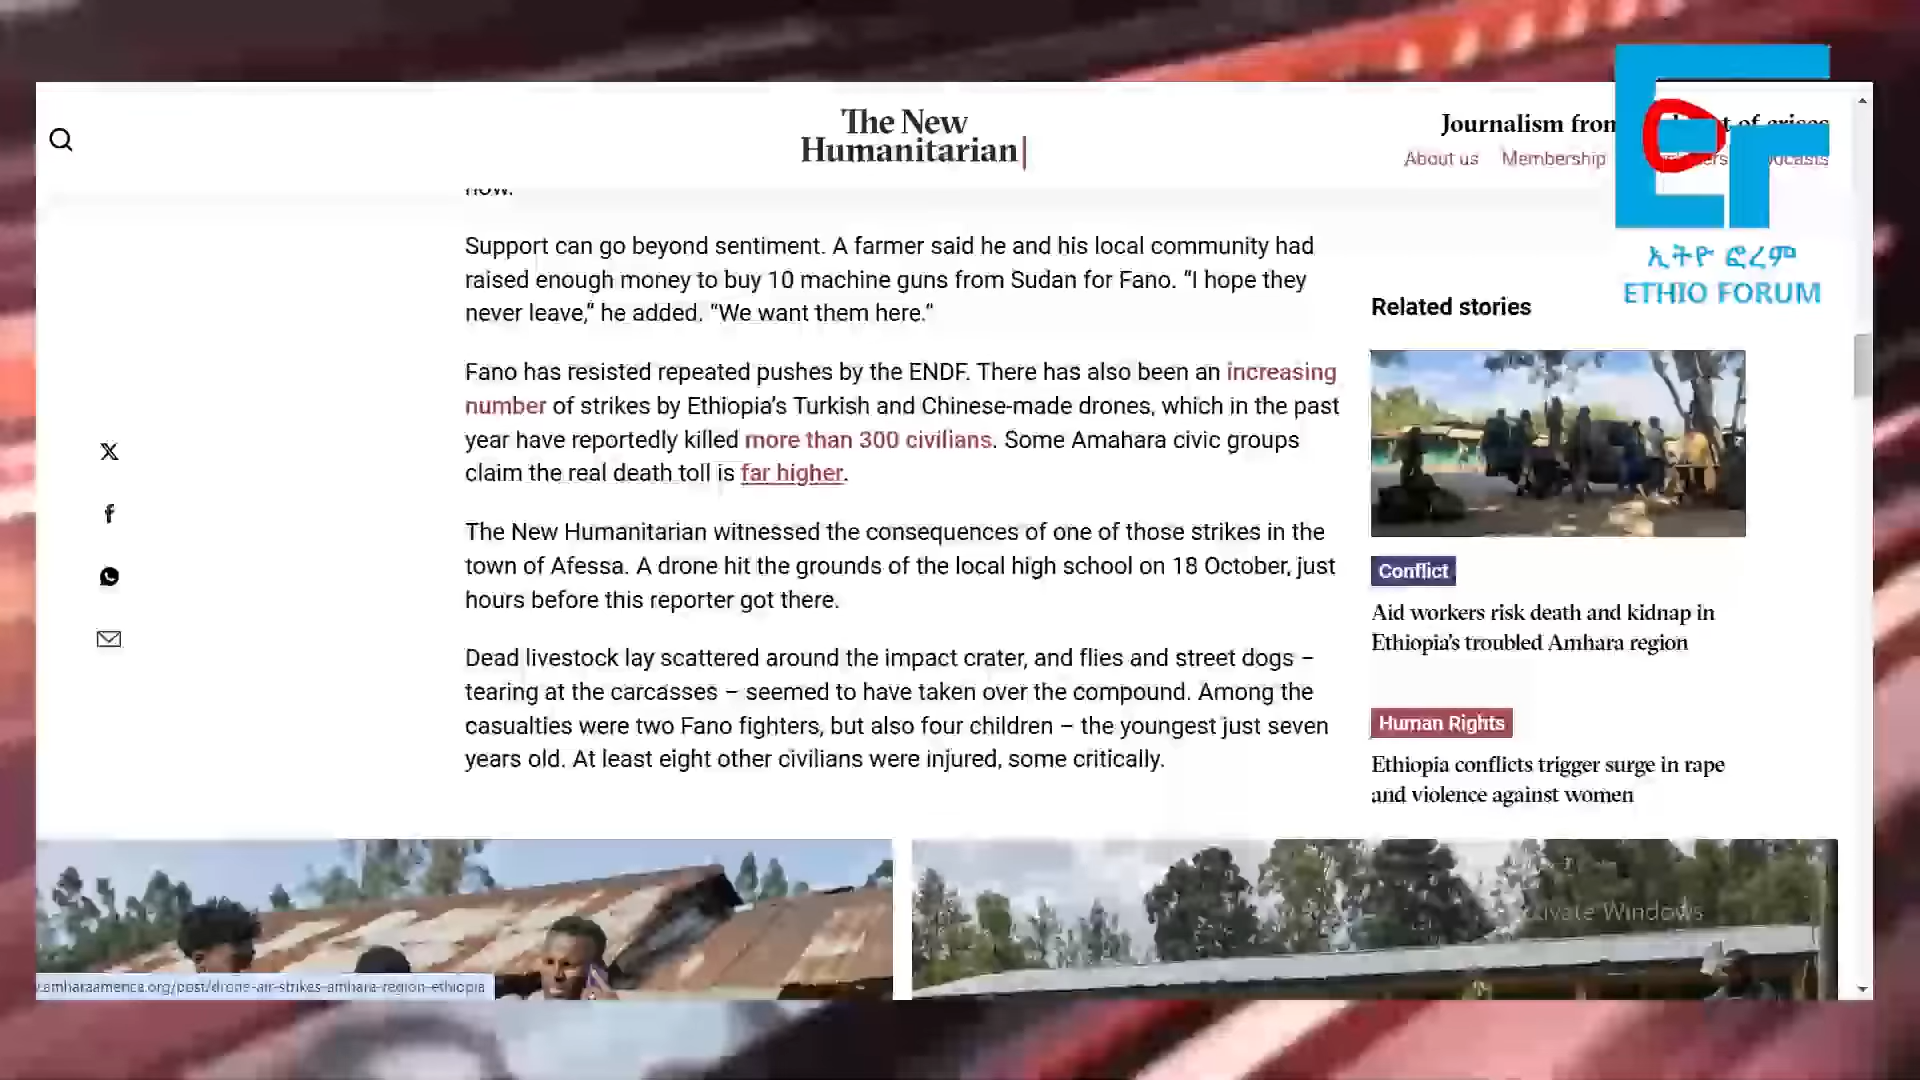 The New
Humanitarian
Journalism from
of crises
About us Membership
ኢትዮ ፎረም
ETHIO FORUM
now.
Support can go beyond sentiment. A farmer said he and his local community had
raised enough money to buy 10 machine guns from Sudan for Fano. “I hope they
never leave,” he added. “We want them here.”
Fano has resisted repeated pushes by the ENDF. There has also been an increasing
number of strikes by Ethiopia’s Turkish and Chinese-made drones, which in the past
year have reportedly killed more than 300 civilians. Some Amahara civic groups
claim the real death toll is far higher.
The New Humanitarian witnessed the consequences of one of those strikes in the
town of Afessa. A drone hit the grounds of the local high school on 18 October, just
hours before this reporter got there.
Dead livestock lay scattered around the impact crater, and flies and street dogs –
tearing at the carcasses – seemed to have taken over the compound. Among the
casualties were two Fano fighters, but also four children – the youngest just seven
years old. At least eight other civilians were injured, some critically.
Related stories
Conflict
Aid workers risk death and kidnap in
Ethiopia’s troubled Amhara region
Human Rights
Ethiopia conflicts trigger surge in rape
and violence against women
Windows
.amharaamerica.org/post/drone-air-strikes-amhara-region-ethiopia